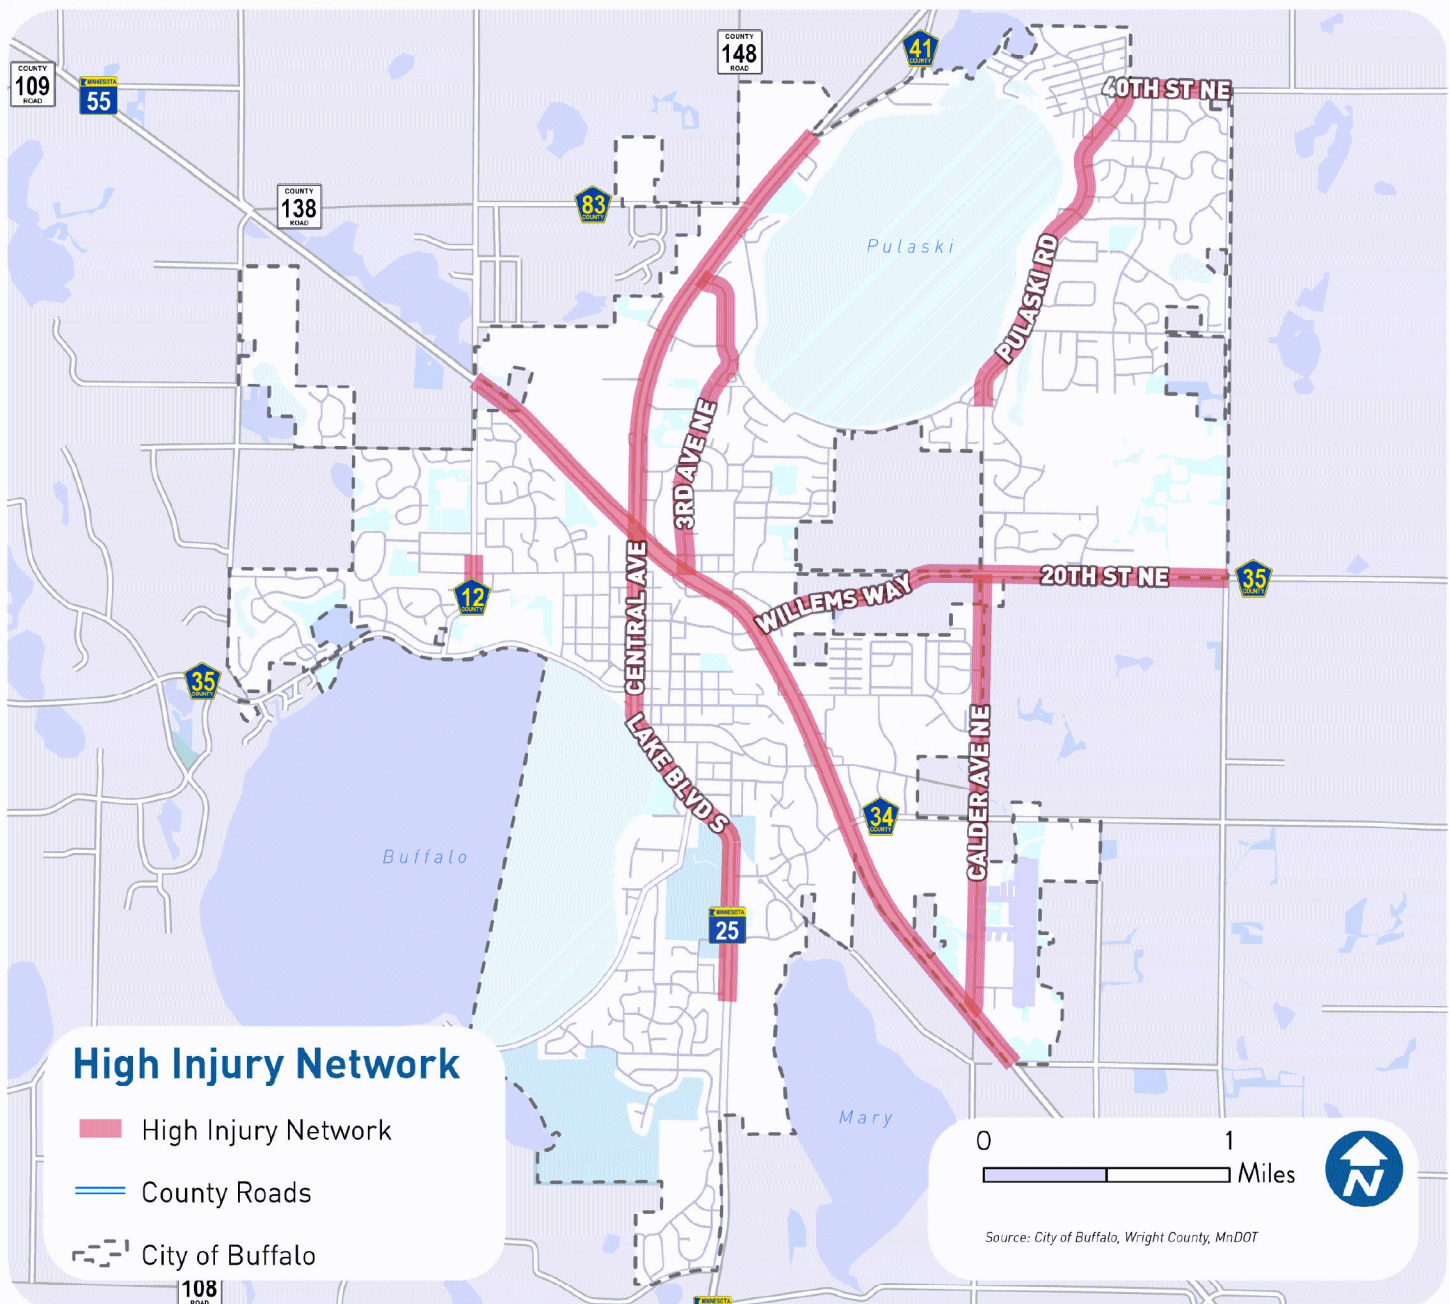 COUNTY
148
ROAD
41
COUNTY
COUNTY
109
ROAD
MINNESOTA
55
40TH ST NE
COUNTY
138
ROAD
83
COUNTY
Pulaski
PULASKI RD
3RD AVE NE
CENTRAL AVE
12
COUNTY
WILLEMS WAY
20TH ST NE
35
COUNTY
35
COUNTY
LAKE BLVD S
CALDER AVE NE
34
COUNTY
Buffalo
MINNESOTA
25
Mary
High Injury Network
High Injury Network
County Roads
City of Buffalo
108
ROAD
MINNESOTA
0 1
Miles
N
Source: City of Buffalo, Wright County, MnDOT